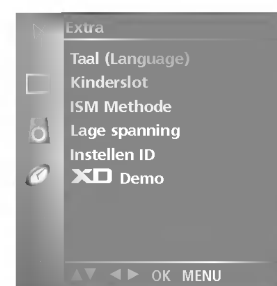 Extra
Taal (Language)
Kinderslot
ISM Methode
Lage spanning
Instellen ID
XD Demo
▲▼ ◄► OK MENU